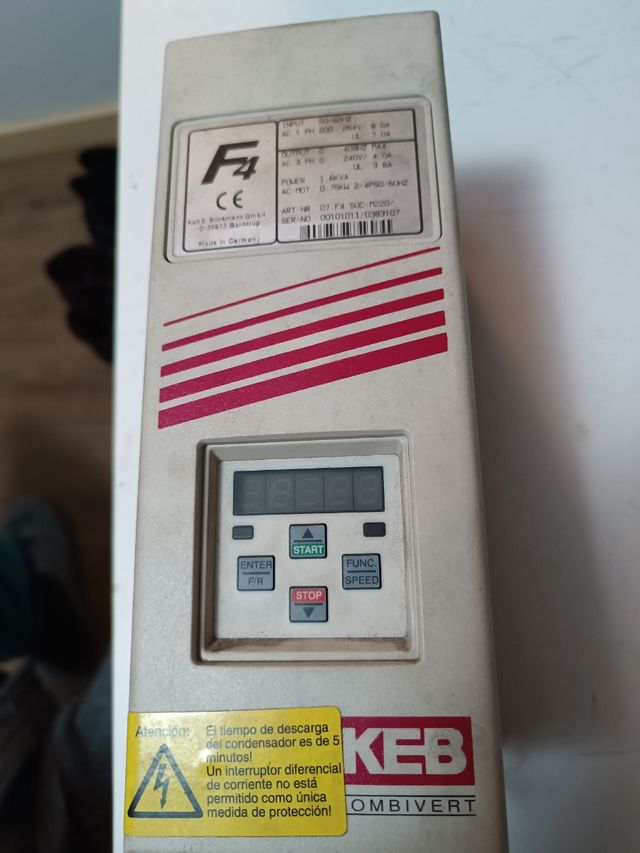 F4
CE
Karl E. Brinkmann GmbH
D-32677 Barntrup
Made in Germany
INPUT 50/60HZ
AC 1 PH 200 264V/ 8.0A
UL 7.0A
OUTPUT 0 409HZ MAX
AC 3 PH 0 240V/ 4.0A
UL 3.6A
POWER 1.6KVA
AC-MOT 0.75KW 2/4P50/60HZ
ART-NR 07.F4.S0C-M220/
SER-NO 00101011/0383107
START
ENTER
F/R
FUNC.
SPEED
STOP
Atención!
El tiempo de descarga
del condensador es de 5
minutos!
Un interruptor diferencial
de corriente no está
permitido como única
medida de protección!
KEB
OMBIVERT